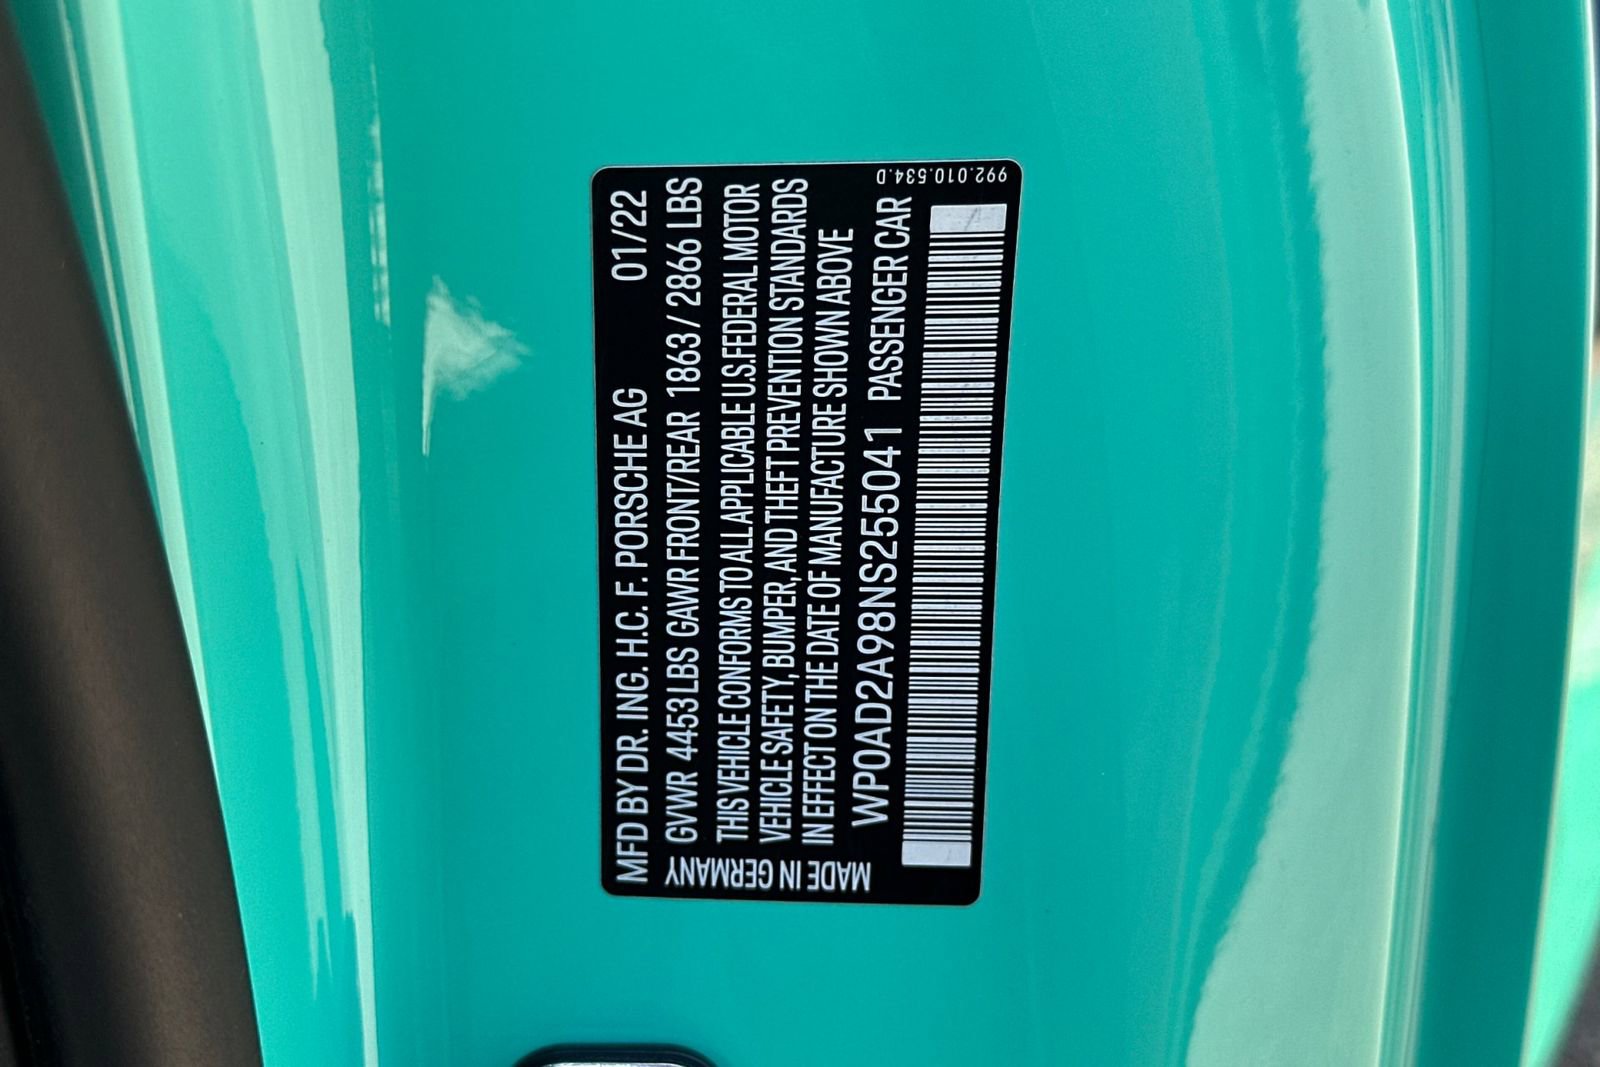 MFD BY DR. ING. H.C. F. PORSCHE AG 01/22
GVWR 4453 LBS GAWR FRONT/REAR 1863 / 2866 LBS
THIS VEHICLE CONFORMS TO ALL APPLICABLE U.S. FEDERAL MOTOR
VEHICLE SAFETY, BUMPER, AND THEFT PREVENTION STANDARDS
IN EFFECT ON THE DATE OF MANUFACTURE SHOWN ABOVE
WP0AD2A98NS255041 PASSENGER CAR
MADE IN GERMANY
992.010.534.D